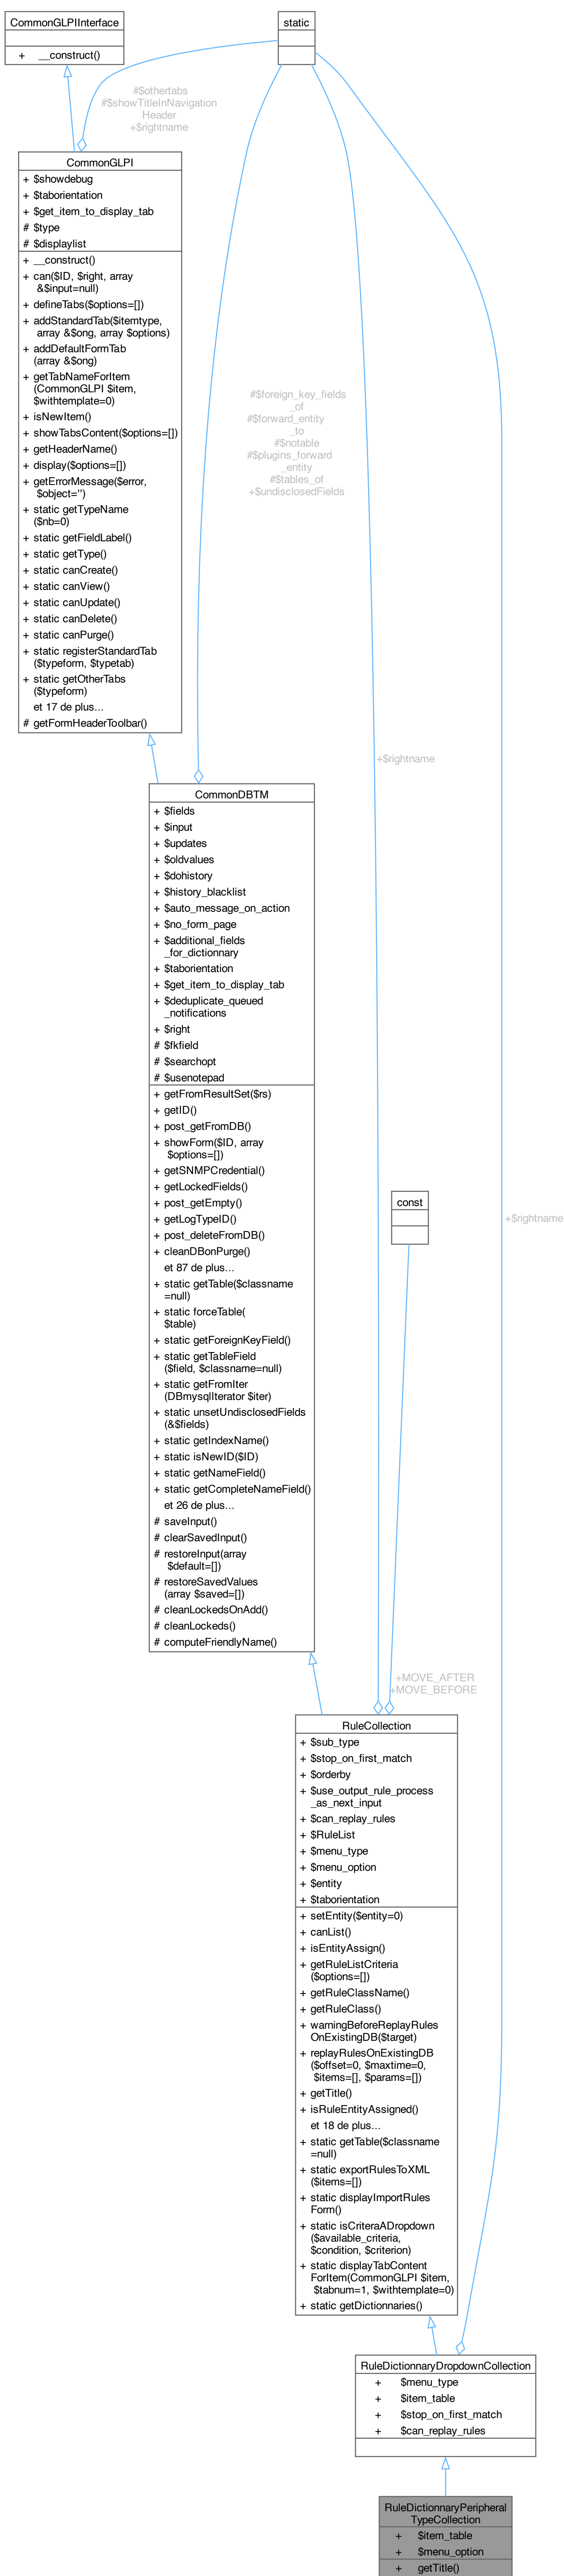 CommonGLPIInterface
+ __construct()
static
#$othertabs
#$showTitleInNavigation
Header
+$rightname
CommonGLPI
+ $showdebug
+ $taborientation
+ $get_item_to_display_tab
# $type
# $displaylist
+ __construct()
+ can($ID, $right, array
&$input=null)
+ defineTabs($options=[])
+ addStandardTab($itemtype,
array &$ong, array $options)
+ addDefaultFormTab
(array &$ong)
+ getTabNameForItem
(CommonGLPI $item,
$withtemplate=0)
+ isNewItem()
+ showTabsContent($options=[])
+ getHeaderName()
+ display($options=[])
+ getErrorMessage($error,
$object='')
+ static getTypeName
($nb=0)
+ static getFieldLabel()
+ static getType()
+ static canCreate()
+ static canView()
+ static canUpdate()
+ static canDelete()
+ static canPurge()
+ static registerStandardTab
($typeform, $typetab)
+ static getOtherTabs
($typeform)
et 17 de plus...
# getFormHeaderToolbar()
#$foreign_key_fields
_of
#$forward_entity
_to
#$notable
#$plugins_forward
_entity
#$tables_of
+$undisclosedFields
+$rightname
CommonDBTM
+ $fields
+ $input
+ $updates
+ $oldvalues
+ $dohistory
+ $history_blacklist
+ $auto_message_on_action
+ $no_form_page
+ $additional_fields
_for_dictionnary
+ $taborientation
+ $get_item_to_display_tab
+ $deduplicate_queued
_notifications
+ $right
# $fkfield
# $searchopt
# $usenotepad
+ getFromResultSet($rs)
+ getID()
+ post_getFromDB()
+ showForm($ID, array
$options=[])
+ getSNMPCredential()
+ getLockedFields()
+ post_getEmpty()
+ getLogTypeID()
+ post_deleteFromDB()
+ cleanDBonPurge()
et 87 de plus...
+ static getTable($classname
=null)
+ static forceTable(
$table)
+ static getForeignKeyField()
+ static getTableField
($field, $classname=null)
+ static getFromIter
(DBmysqlIterator $iter)
+ static unsetUndisclosedFields
(&$fields)
+ static getIndexName()
+ static isNewID($ID)
+ static getNameField()
+ static getCompleteNameField()
et 26 de plus...
# saveInput()
# clearSavedInput()
# restoreInput(array
$default=[])
# restoreSavedValues
(array $saved=[])
# cleanLockedsOnAdd()
# cleanLockeds()
# computeFriendlyName()
const
+$rightname
+MOVE_AFTER
+MOVE_BEFORE
RuleCollection
+ $sub_type
+ $stop_on_first_match
+ $orderby
+ $use_output_rule_process
_as_next_input
+ $can_replay_rules
+ $RuleList
+ $menu_type
+ $menu_option
+ $entity
+ $taborientation
+ setEntity($entity=0)
+ canList()
+ isEntityAssign()
+ getRuleListCriteria
($options=[])
+ getRuleClassName()
+ getRuleClass()
+ warningBeforeReplayRules
OnExistingDB($target)
+ replayRulesOnExistingDB
($offset=0, $maxtime=0,
$items=[], $params=[])
+ getTitle()
+ isRuleEntityAssigned()
et 18 de plus...
+ static getTable($classname
=null)
+ static exportRulesToXML
($items=[])
+ static displayImportRules
Form()
+ static isCriteraADropdown
($available_criteria,
$condition, $criterion)
+ static displayTabContent
ForItem(CommonGLPI $item,
$tabnum=1, $withtemplate=0)
+ static getDictionnaries()
RuleDictionnaryDropdownCollection
+ $menu_type
+ $item_table
+ $stop_on_first_match
+ $can_replay_rules
RuleDictionnaryPeripheral
TypeCollection
+ $item_table
+ $menu_option
+ getTitle()